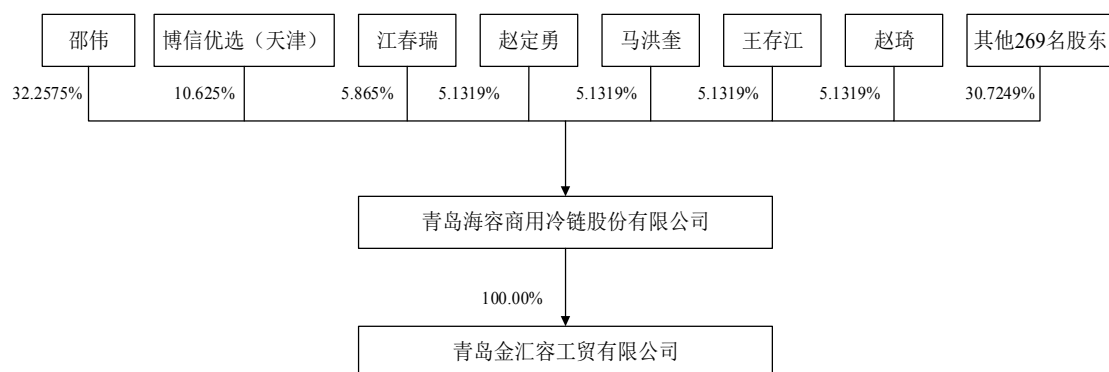 邵伟
博信优选（天津）
江春瑞
赵定勇
马洪奎
王存江
赵琦
其他269名股东
32.2575%
10.625%
5.865%
5.1319%
5.1319%
5.1319%
5.1319%
30.7249%
青岛海容商用冷链股份有限公司
100.00%
青岛金汇容工贸有限公司